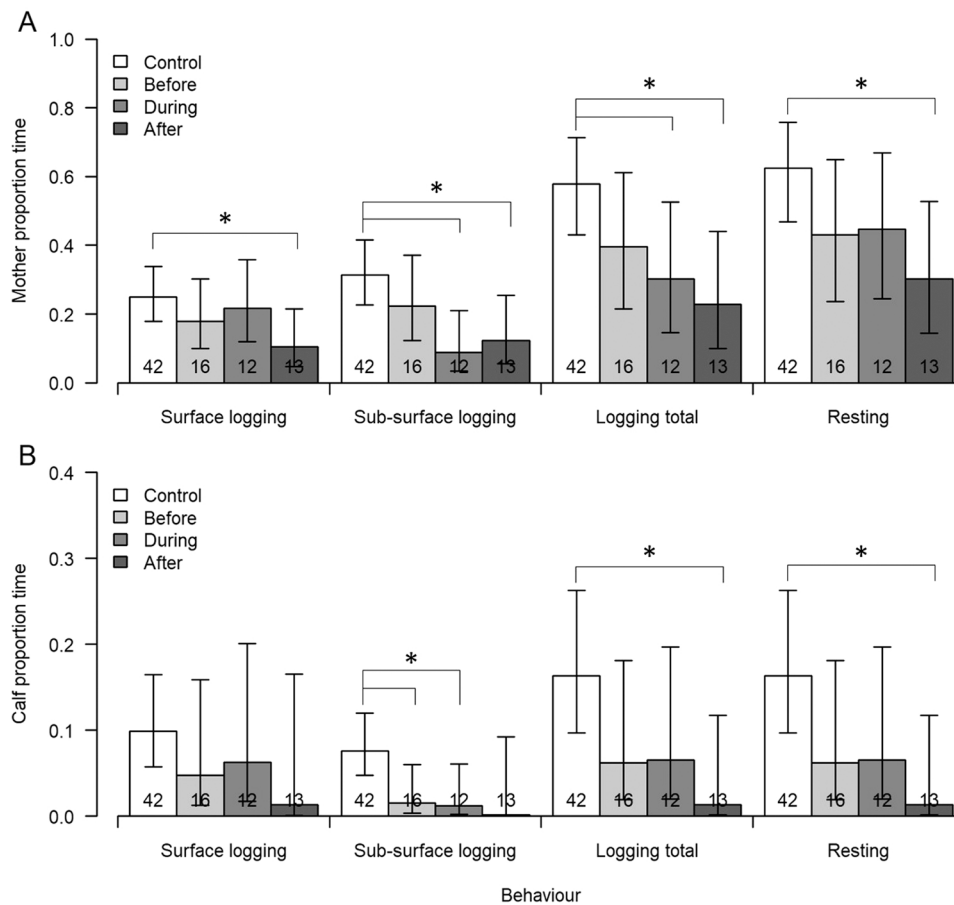 A
1.0
0.8
0.6
0.4
0.2
0.0
Mother proportion time
Control
Before
During
After
*
*
*
*
42 16 12 13 42 16 12 13 42 16 12 13 42 16 12 13
Surface logging Sub-surface logging Logging total Resting
B
0.4
0.3
0.2
0.1
0.0
Calf proportion time
Control
Before
During
After
*
*
*
42 16 12 13 42 16 12 13 42 16 12 13 42 16 12 13
Surface logging Sub-surface logging Logging total Resting
Behaviour